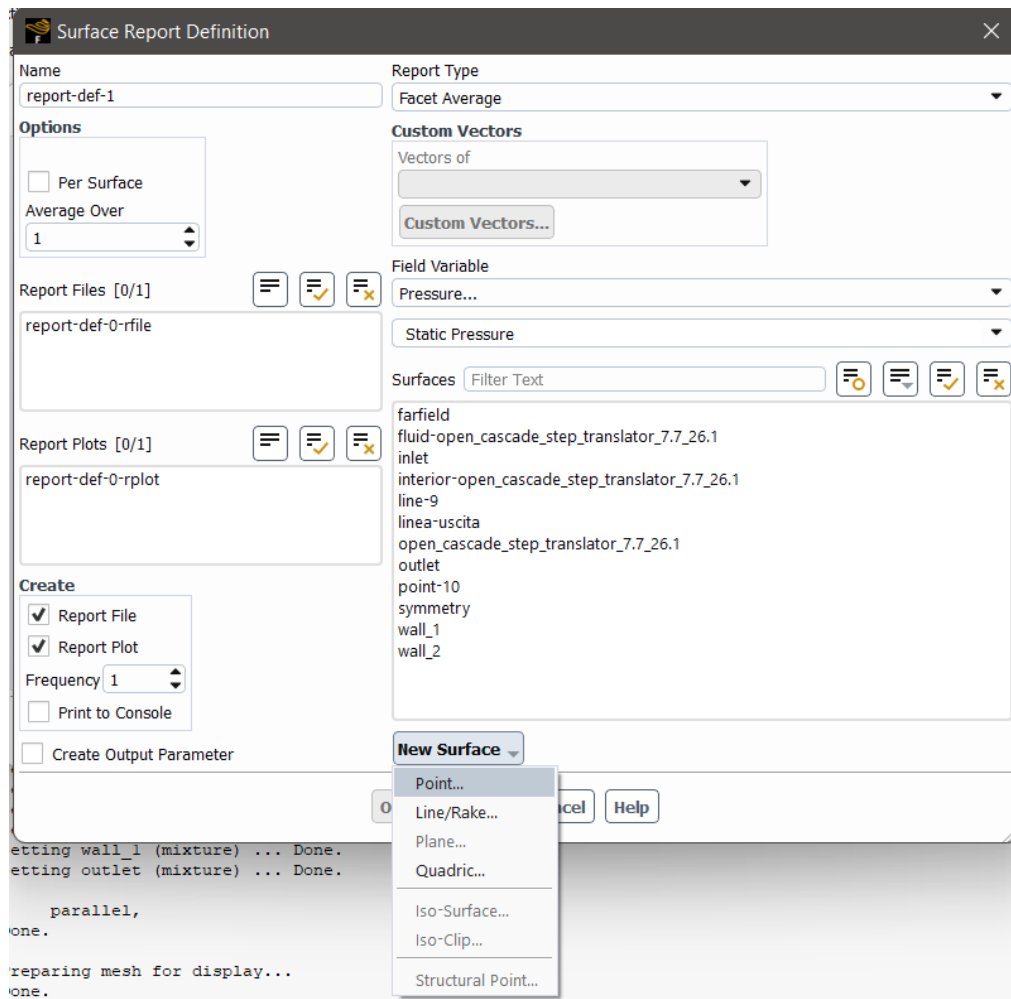 Surface Report Definition
Name
report-def-1
Options
Per Surface
Average Over
1
Report Files [0/1]
report-def-0-rfile
Report Plots [0/1]
report-def-0-rplot
Create
Report File
Report Plot
Frequency 1
Print to Console
Create Output Parameter
Report Type
Facet Average
Custom Vectors
Vectors of
Custom Vectors...
Field Variable
Pressure...
Static Pressure
Surfaces Filter Text
farfield
fluid-open_cascade_step_translator_7.7_26.1
inlet
interior-open_cascade_step_translator_7.7_26.1
line-9
linea-uscita
open_cascade_step_translator_7.7_26.1
outlet
point-10
symmetry
wall_1
wall_2
New Surface
Point...
Line/Rake...
Plane...
Quadric...
Iso-Surface...
Iso-Clip...
Structural Point...
O
cel
Help
etting wall_1 (mixture) ... Done.
etting outlet (mixture) ... Done.
parallel,
one.
reparing mesh for display...
one.